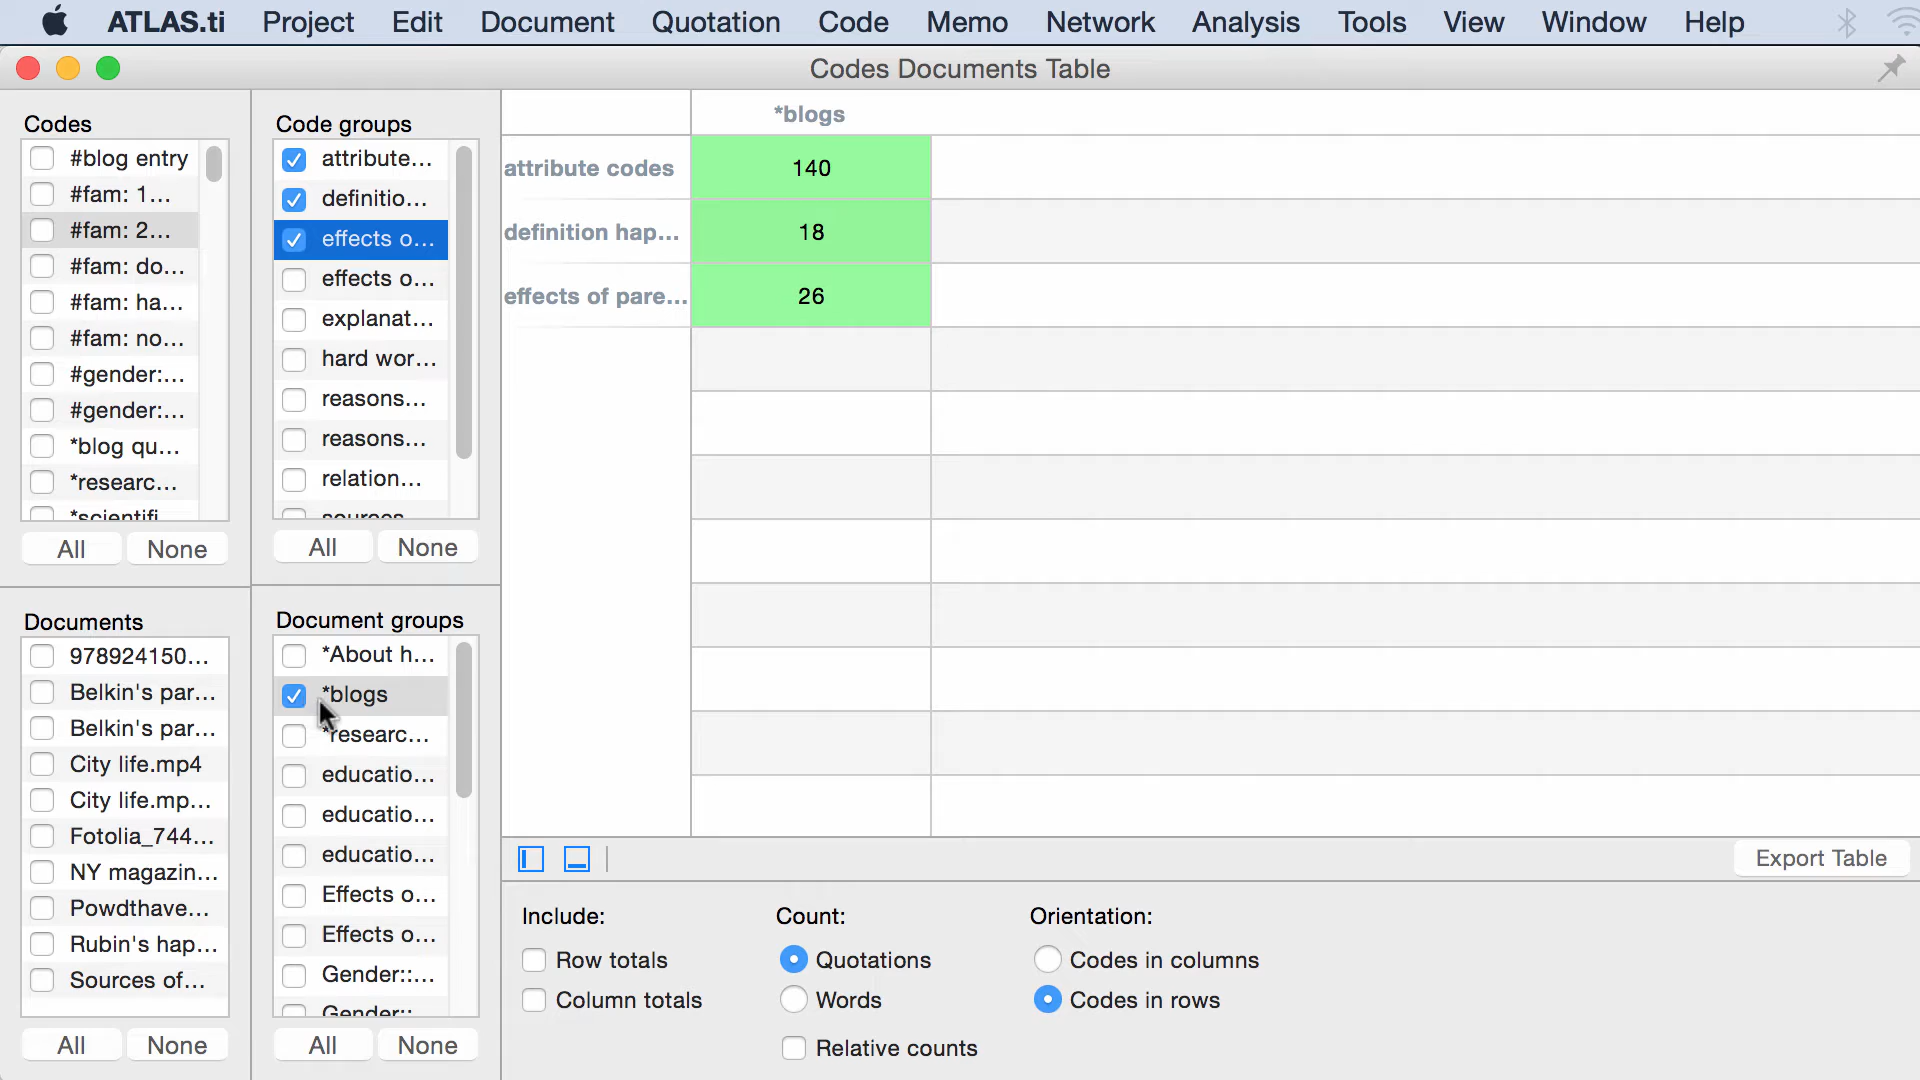 ATLAS.ti Project Edit Document Quotation Code Memo Network Analysis Tools View Window Help
Codes Documents Table
Codes
#blog entry
#fam: 1...
#fam: 2...
#fam: do...
#fam: ha...
#fam: no...
#gender:...
#gender:...
*blog qu...
*researc...
*scientifi
All None
Code groups
attribute...
definitio...
effects o...
effects o...
explanat...
hard wor...
reasons...
reasons...
relation...
sources
All None
*blogs
attribute codes 140
definition hap... 18
effects of pare... 26
Documents
978924150...
Belkin's par...
Belkin's par...
City life.mp4
City life.mp...
Fotolia_744...
NY magazin...
Powdthave...
Rubin's hap...
Sources of...
All None
Document groups
*About h...
*blogs
*researc...
educatio...
educatio...
educatio...
Effects o...
Effects o...
Gender::...
Gender::
All None
Export Table
Include:
Row totals
Column totals
Count:
Quotations
Words
Relative counts
Orientation:
Codes in columns
Codes in rows